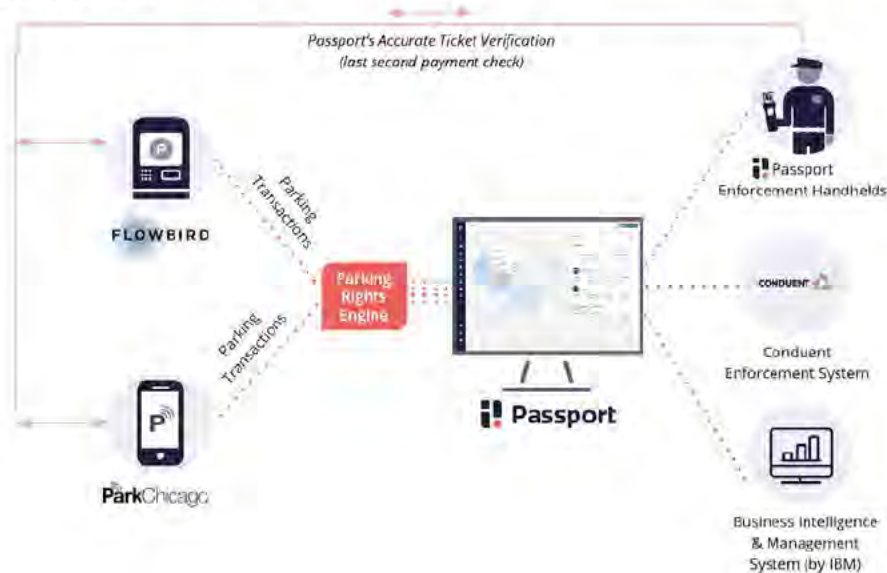 Passport's Accurate Ticket Verification
(last second payment check)
P
FLOWBIRD
Parking
Transactions
Parking
Rights
Engine
Parking
Transactions
P
ParkChicago
Passport
Passport
Enforcement Handhelds
CONDUENT
Conduent
Enforcement System
Business Intelligence
& Management
System (by IBM)